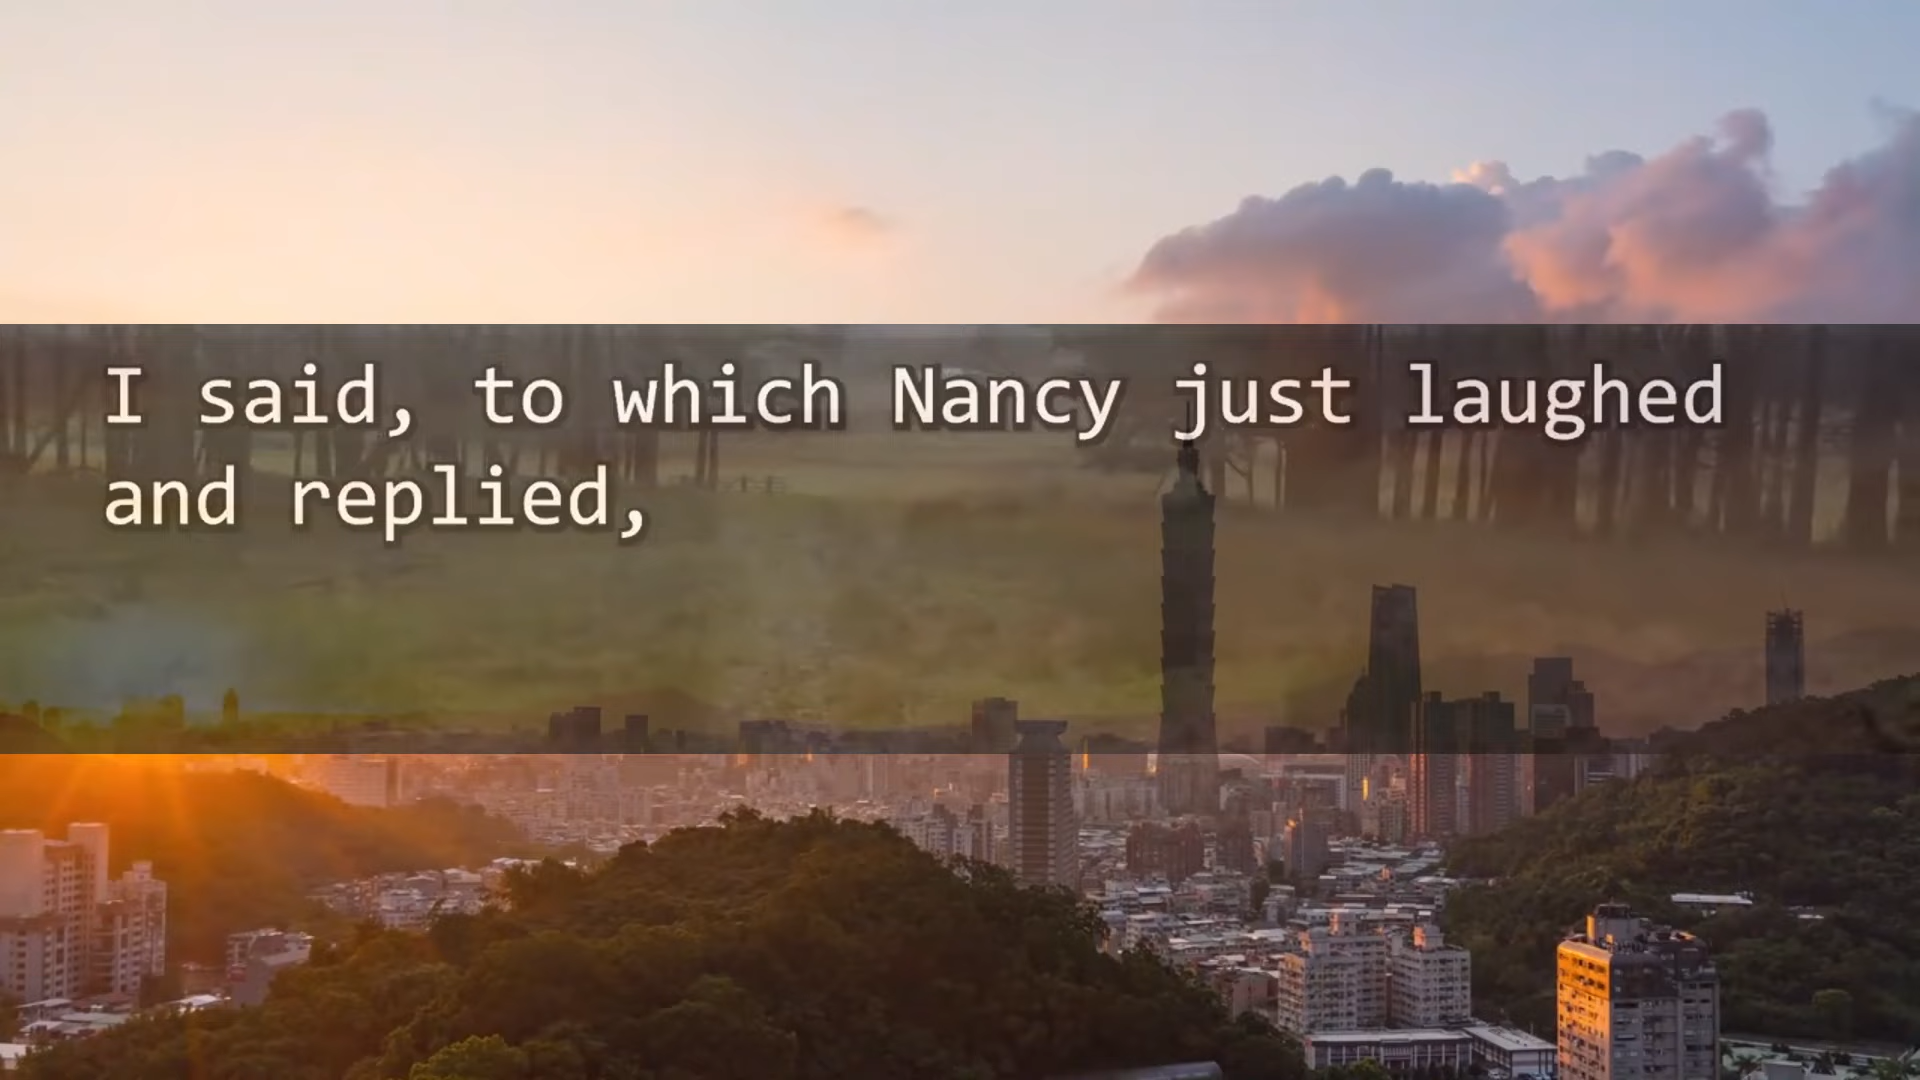 I said, to which Nancy just laughed
and replied,